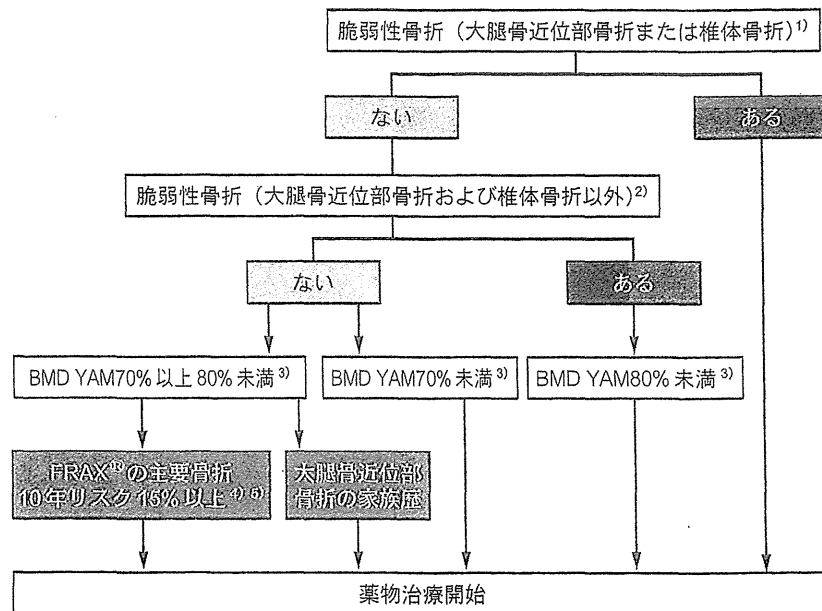 脆弱性骨折（大腿骨近位部骨折または椎体骨折）1)
ない
ある
脆弱性骨折（大腿骨近位部骨折および椎体骨折以外）2)
ない
ある
BMD YAM70% 以上 80% 未満 3)
BMD YAM70% 未満 3)
BMD YAM80% 未満 3)
FRAX®の主要骨折
10年リスク 15% 以上 4) 5)
大腿骨近位部
骨折の家族歴
薬物治療開始